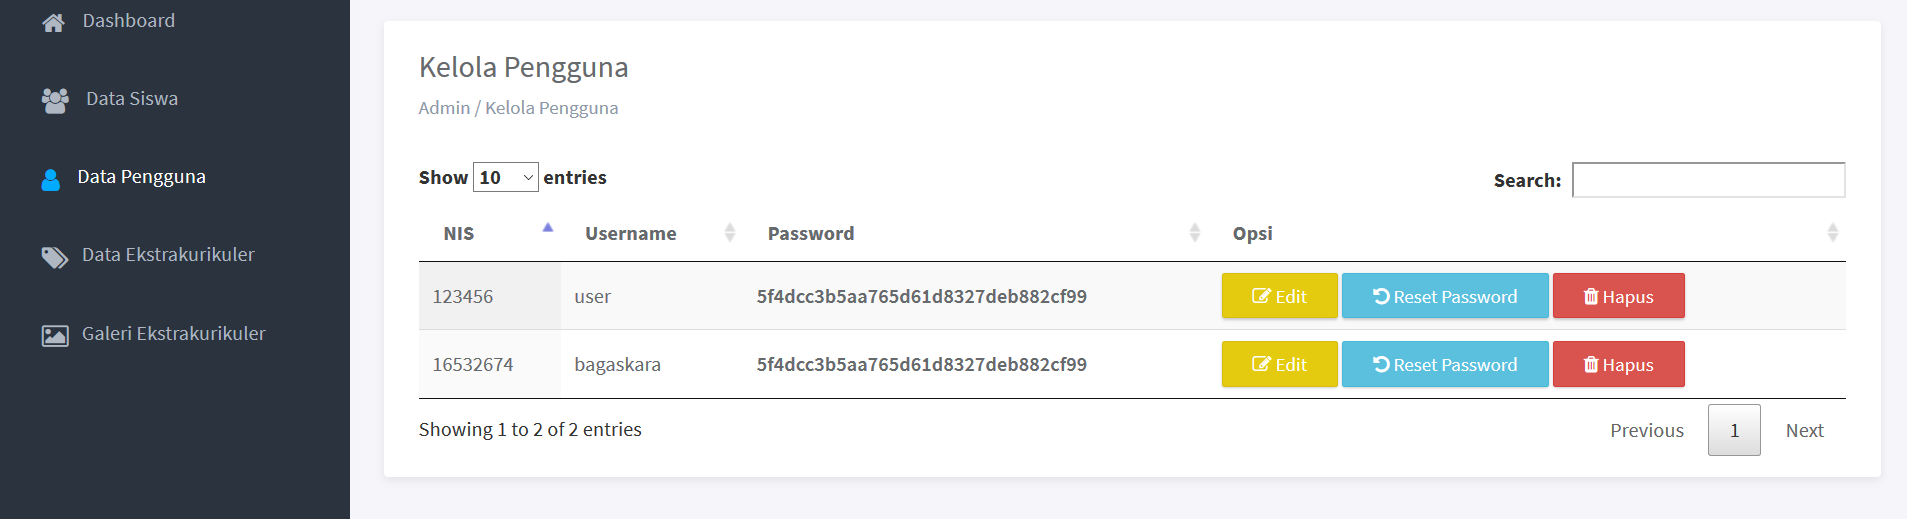 Dashboard
Data Siswa
Data Pengguna
Data Ekstrakurikuler
Galeri Ekstrakurikuler
Kelola Pengguna
Admin / Kelola Pengguna
Show 10 entries
Search:
NIS Username Password Opsi
123456 user 5f4dcc3b5aa765d61d8327deb882cf99 Edit Reset Password Hapus
16532674 bagaskara 5f4dcc3b5aa765d61d8327deb882cf99 Edit Reset Password Hapus
Showing 1 to 2 of 2 entries
Previous 1 Next